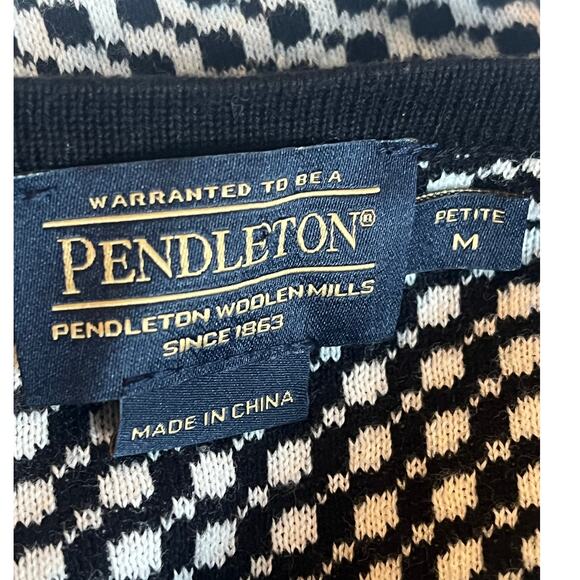 WARRANTED TO BE A
PENDLETON®
PENDLETON WOOLEN MILLS
SINCE 1863
PETITE
M
MADE IN CHINA